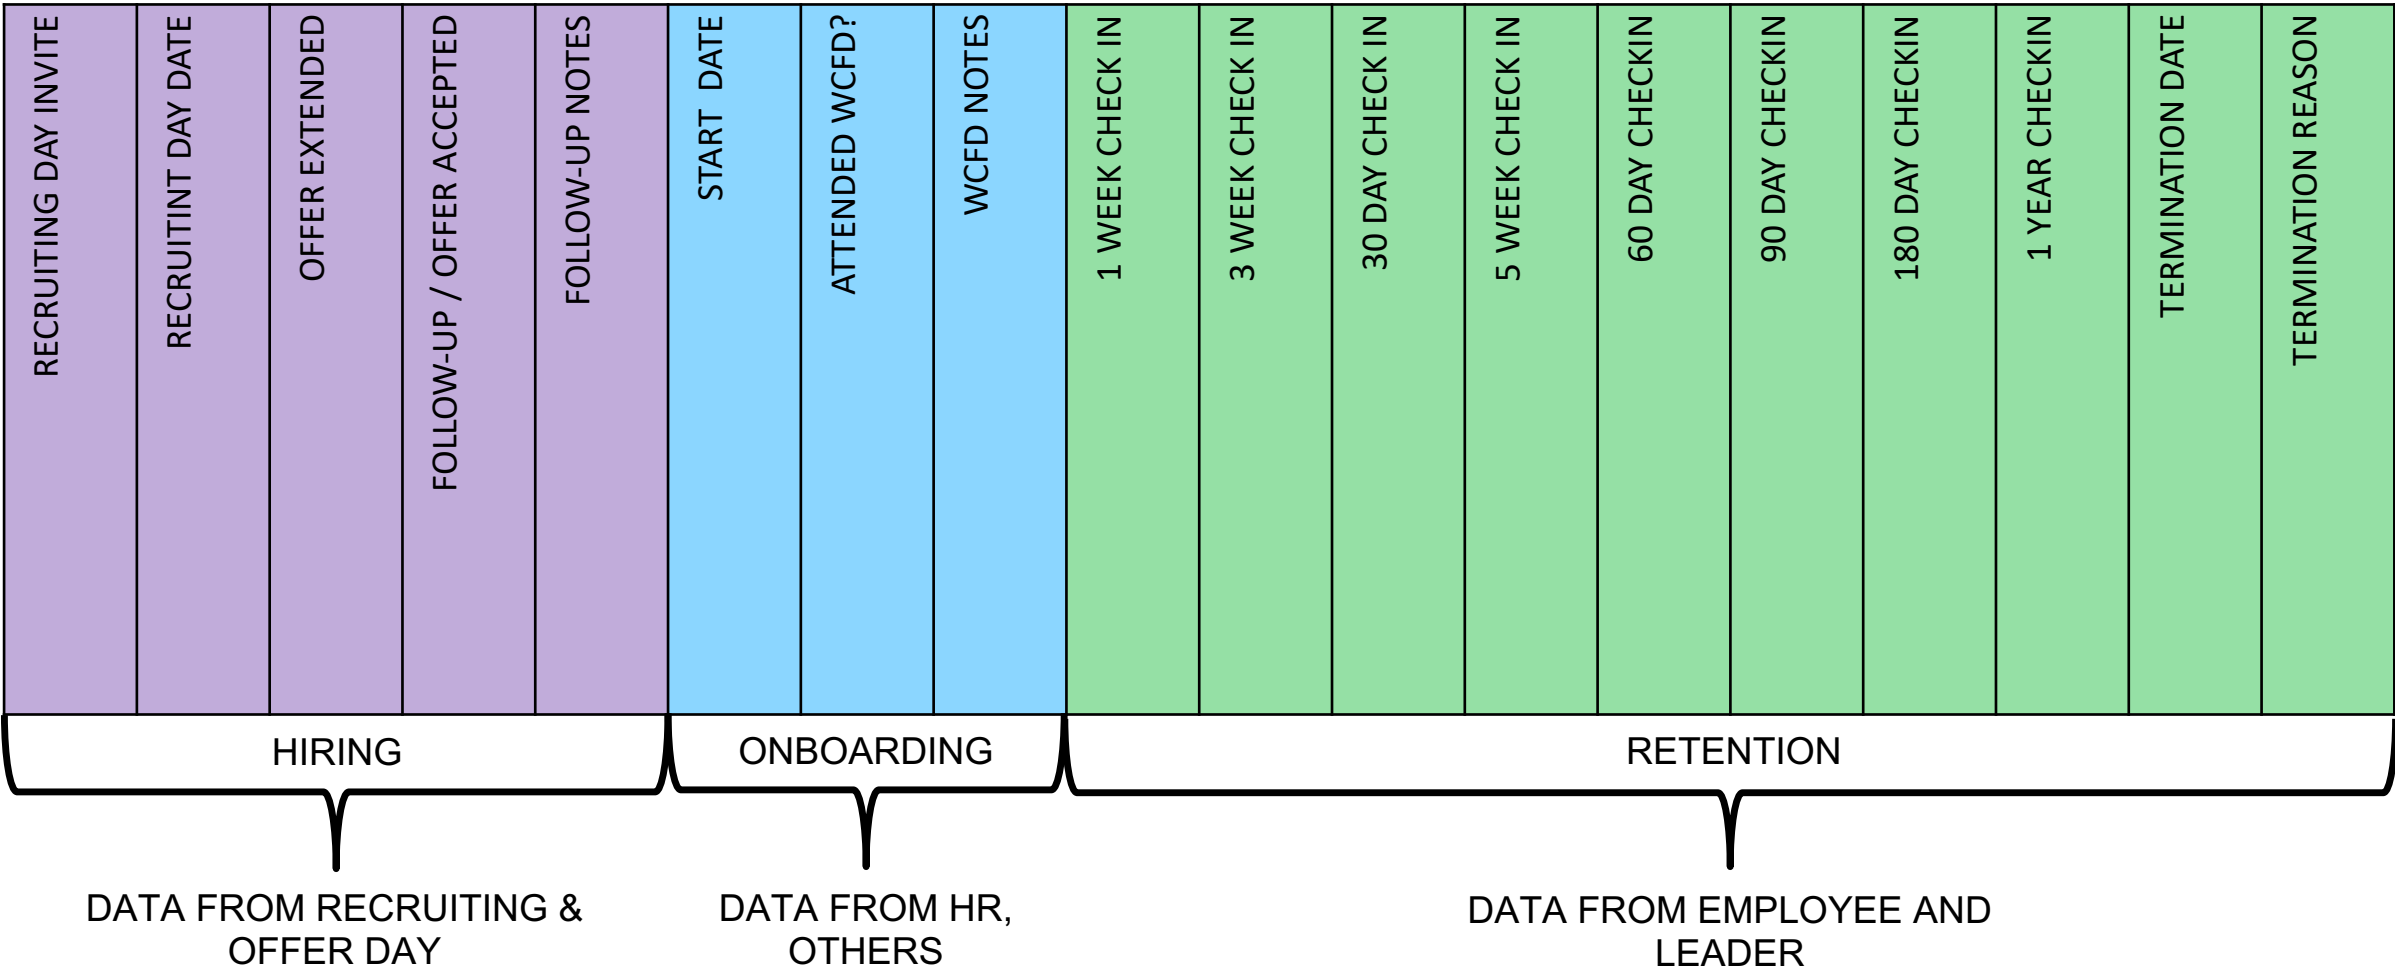 RECRUITING DAY INVITE
RECRUITINT DAY DATE
OFFER EXTENDED
FOLLOW-UP / OFFER ACCEPTED
FOLLOW-UP NOTES
START DATE
ATTENDED WCFD?
WCFD NOTES
1 WEEK CHECK IN
3 WEEK CHECK IN
30 DAY CHECK IN
5 WEEK CHECK IN
60 DAY CHECKIN
90 DAY CHECKIN
180 DAY CHECKIN
1 YEAR CHECKIN
TERMINATION DATE
TERMINATION REASON
HIRING
ONBOARDING
RETENTION
DATA FROM RECRUITING &
OFFER DAY
DATA FROM HR,
OTHERS
DATA FROM EMPLOYEE AND
LEADER